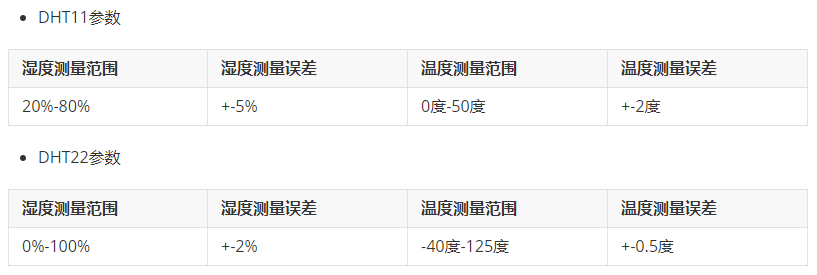 DHT11参数
湿度测量范围 湿度测量误差 温度测量范围 温度测量误差
20%-80% +-5% 0度-50度 +-2度
DHT22参数
湿度测量范围 湿度测量误差 温度测量范围 温度测量误差
0%-100% +-2% -40度-125度 +-0.5度